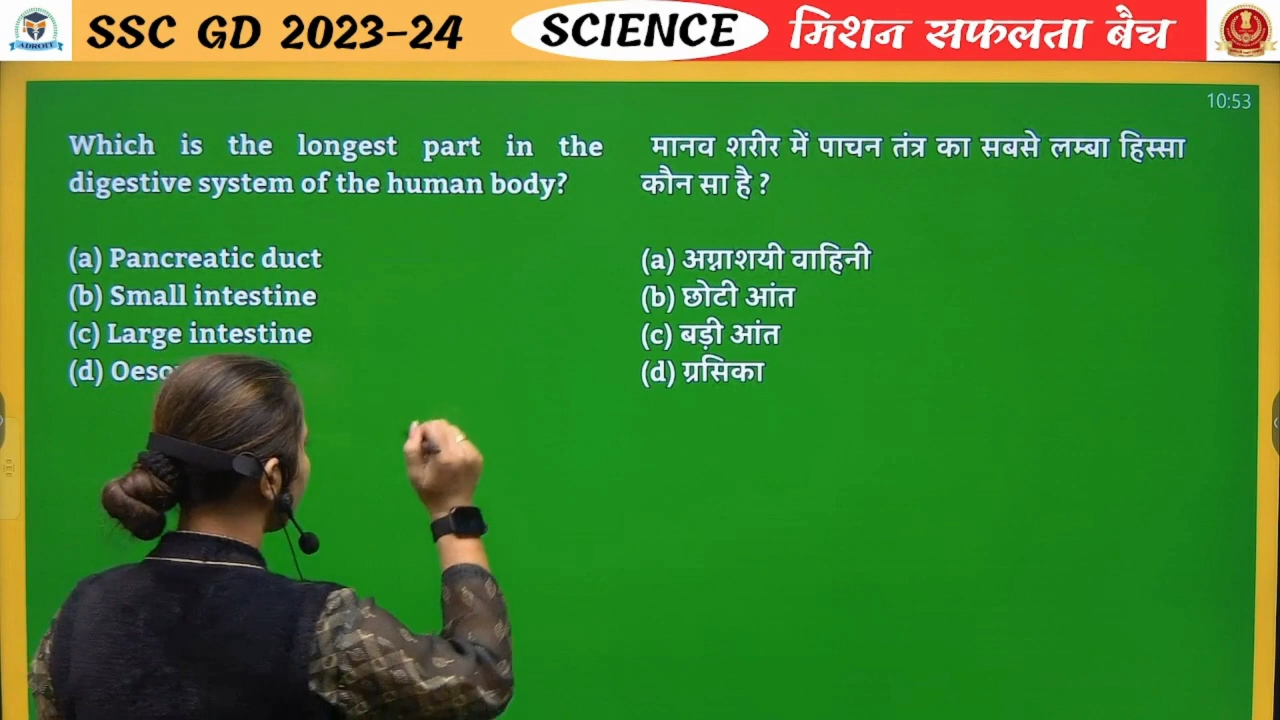 SSC GD 2023-24
SCIENCE
मिशन सफलता बैच
ADROIT
10:53
Which is the longest part in the
digestive system of the human body?
(a) Pancreatic duct
(b) Small intestine
(c) Large intestine
(d)
मानव शरीर में पाचन तंत्र का सबसे लम्बा हिस्सा
कौन सा है ?
(a) अग्नाशयी वाहिनी
(b) छोटी आंत
(c) बड़ी आंत
(d) ग्रसिका